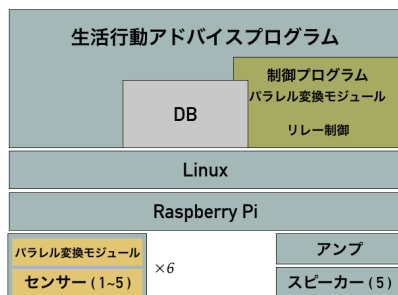 生活行動アドバイスプログラム
制御プログラム
パラレル変換モジュール
DB
リレー制御
Linux
Raspberry Pi
パラレル変換モジュール
×6
アンプ
センサー (1~5)
スピーカー (5)